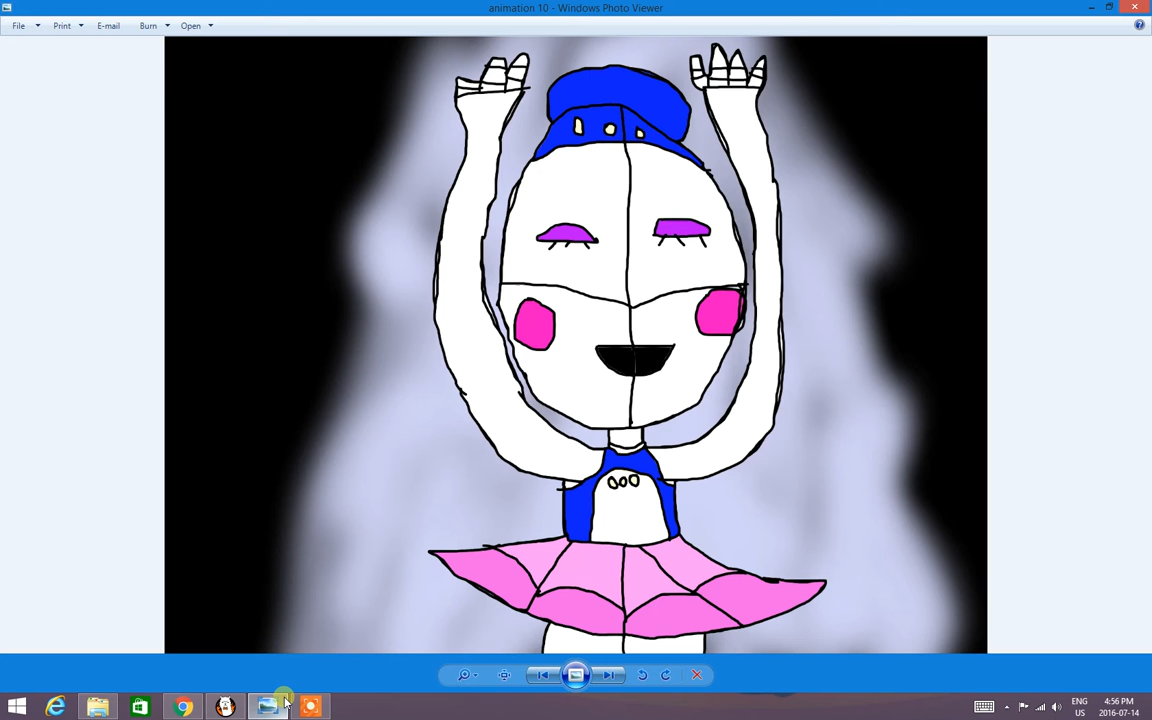 animation 10 - Windows Photo Viewer
File Print E-mail Burn Open
ENG 4:56 PM
US 2016-07-14